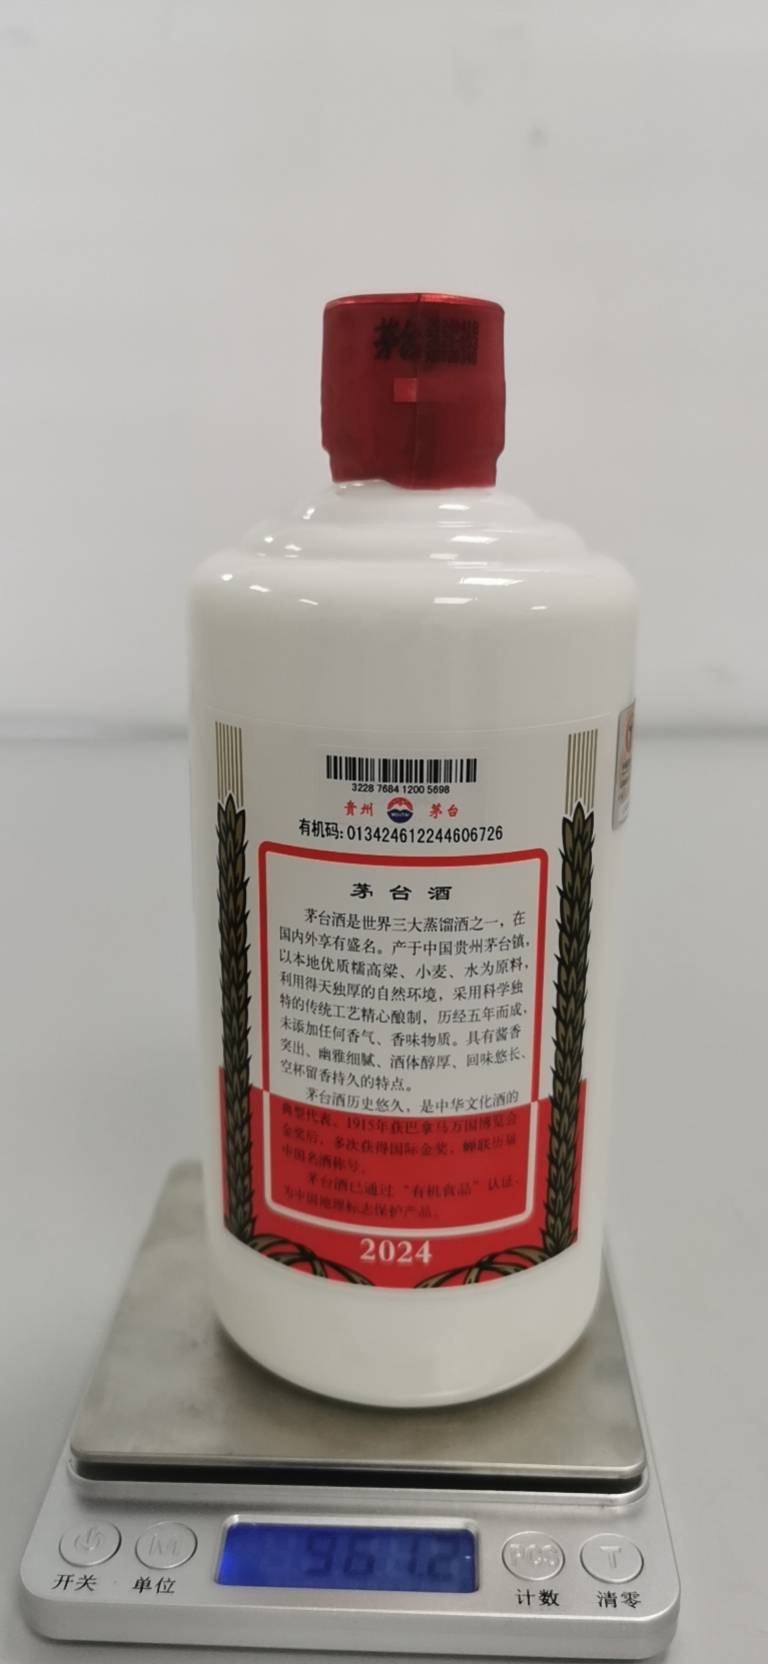 茅台
3228 7684 1200 5698
贵州 茅台
有机码:013424612244606726
茅台酒
茅台酒是世界三大蒸馏酒之一，在
国内外享有盛名。产于中国贵州茅台镇，
以本地优质糯高粱、小麦、水为原料，
利用得天独厚的自然环境，采用科学独
特的传统工艺精心酿制，历经五年而成，
未添加任何香气、香味物质。具有酱香
突出、幽雅细腻、酒体醇厚、回味悠长、
空杯留香持久的特点。
茅台酒历史悠久，是中华文化酒的
典型代表，1915年获巴拿马万国博览会
金奖后，多次获得国际金奖，蝉联历届
中国名酒称号。
茅台酒已通过“有机食品”认证，
为中国地理标志保护产品。
2024
961.2
开关 单位 PCS T
计数 清零